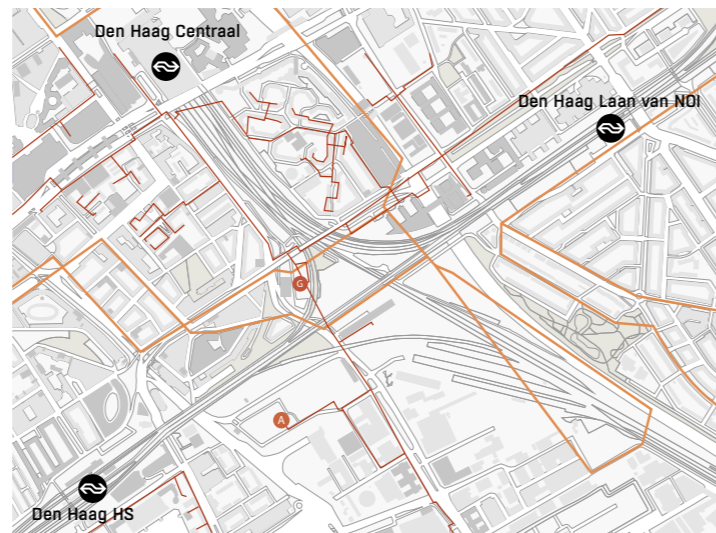 Den Haag Centraal
Den Haag Laan van NOI
G
A
Den Haag HS